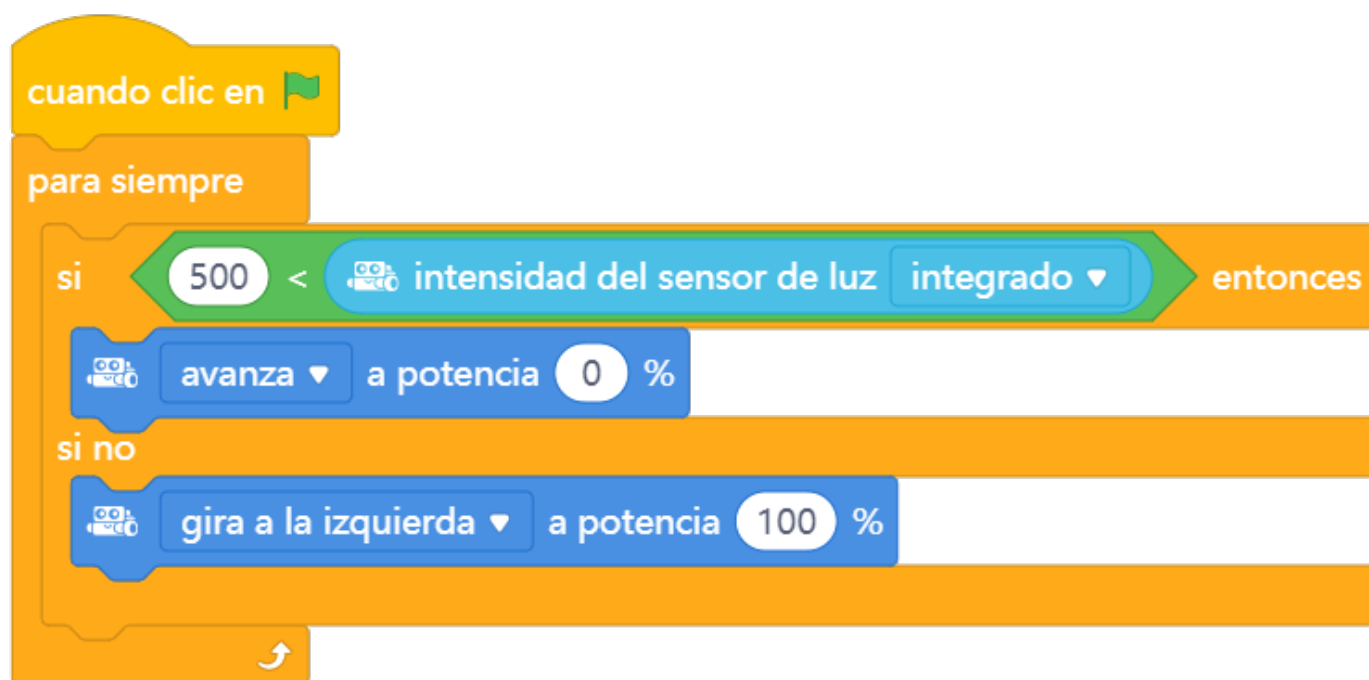 cuando clic en
para siempre
si 500 < intensidad del sensor de luz integrado entonces
avanza a potencia 0 %
si no
gira a la izquierda a potencia 100 %